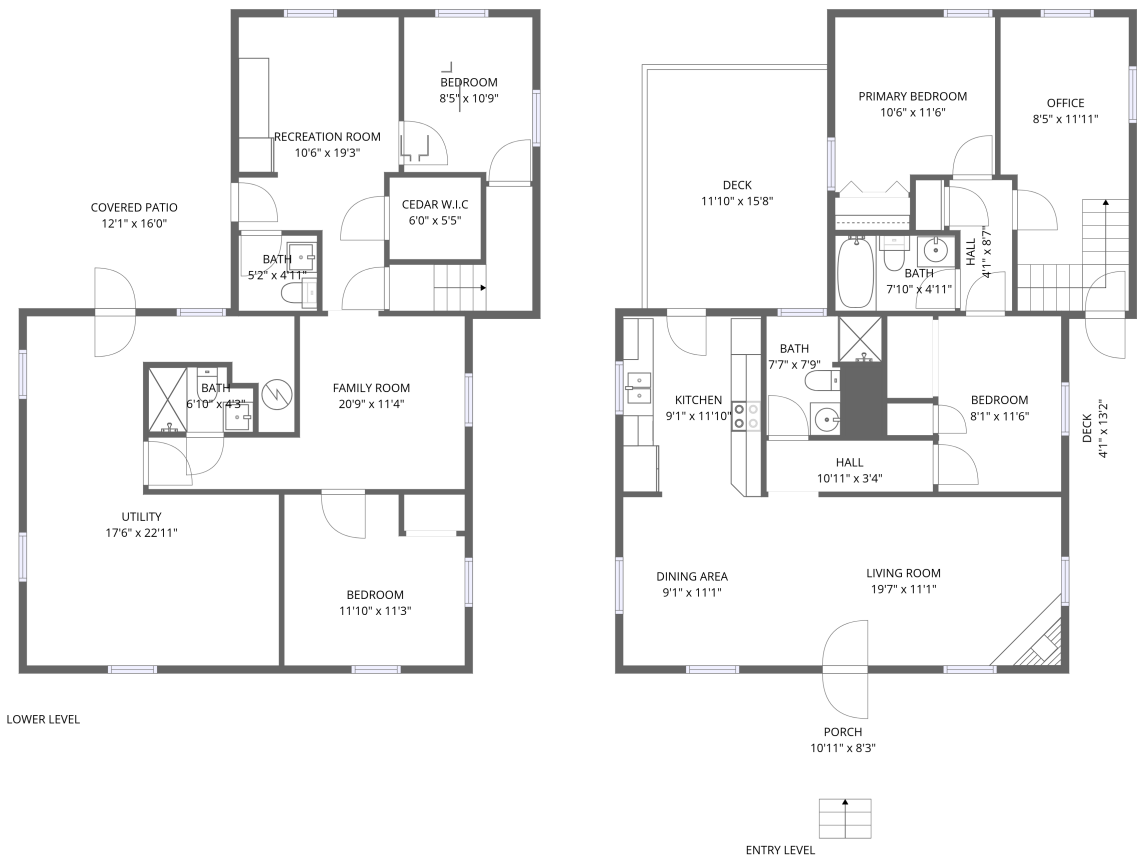 BEDROOM
8'5" x 10'9"
RECREATION ROOM
10'6" x 19'3"
COVERED PATIO
12'1" x 16'0"
CEDAR W.I.C
6'0" x 5'5"
BATH
5'2" x 4'11"
BATH
6'10" x 4'3"
FAMILY ROOM
20'9" x 11'4"
UTILITY
17'6" x 22'11"
BEDROOM
11'10" x 11'3"
LOWER LEVEL
PRIMARY BEDROOM
10'6" x 11'6"
OFFICE
8'5" x 11'11"
DECK
11'10" x 15'8"
HALL
4'1" x 8'7"
BATH
7'10" x 4'11"
BATH
7'7" x 7'9"
KITCHEN
9'1" x 11'10"
BEDROOM
8'1" x 11'6"
DECK
4'1" x 13'2"
HALL
10'11" x 3'4"
DINING AREA
9'1" x 11'1"
LIVING ROOM
19'7" x 11'1"
PORCH
10'11" x 8'3"
ENTRY LEVEL